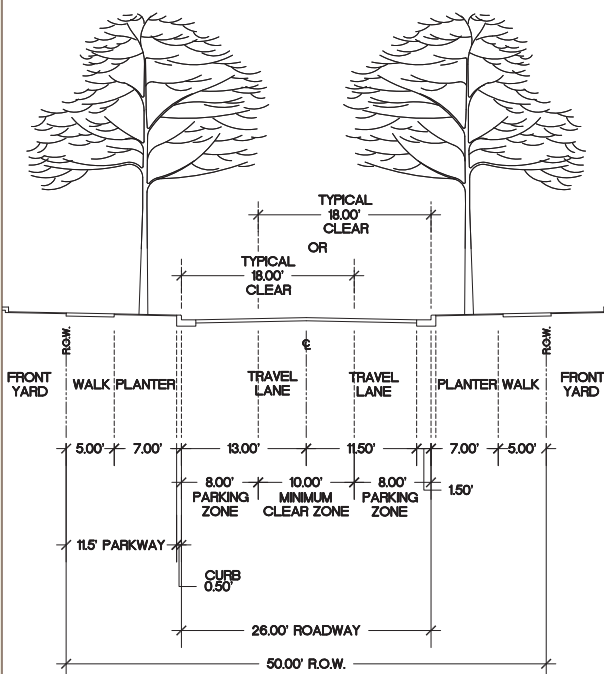 TYPICAL
18.00'
CLEAR
OR
TYPICAL
18.00'
CLEAR
R.O.W.
℄
R.O.W.
FRONT
YARD
WALK
PLANTER
TRAVEL
LANE
TRAVEL
LANE
PLANTER
WALK
FRONT
YARD
5.00'
7.00'
13.00'
11.50'
7.00'
5.00'
8.00'
PARKING
ZONE
10.00'
MINIMUM
CLEAR ZONE
8.00'
PARKING
ZONE
1.50'
11.5' PARKWAY
CURB
0.50'
26.00' ROADWAY
50.00' R.O.W.